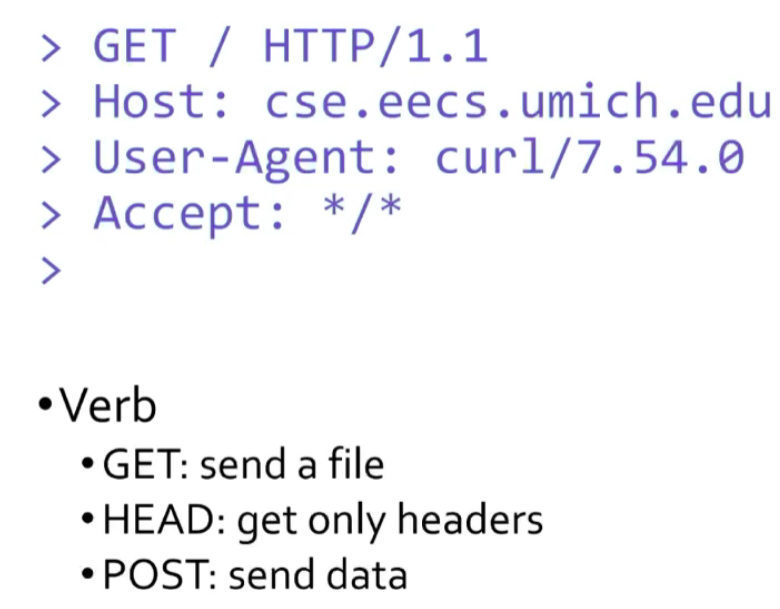 > GET / HTTP/1.1
> Host: cse.eecs.umich.edu
> User-Agent: curl/7.54.0
> Accept: */*
>
•Verb
•GET: send a file
•HEAD: get only headers
•POST: send data